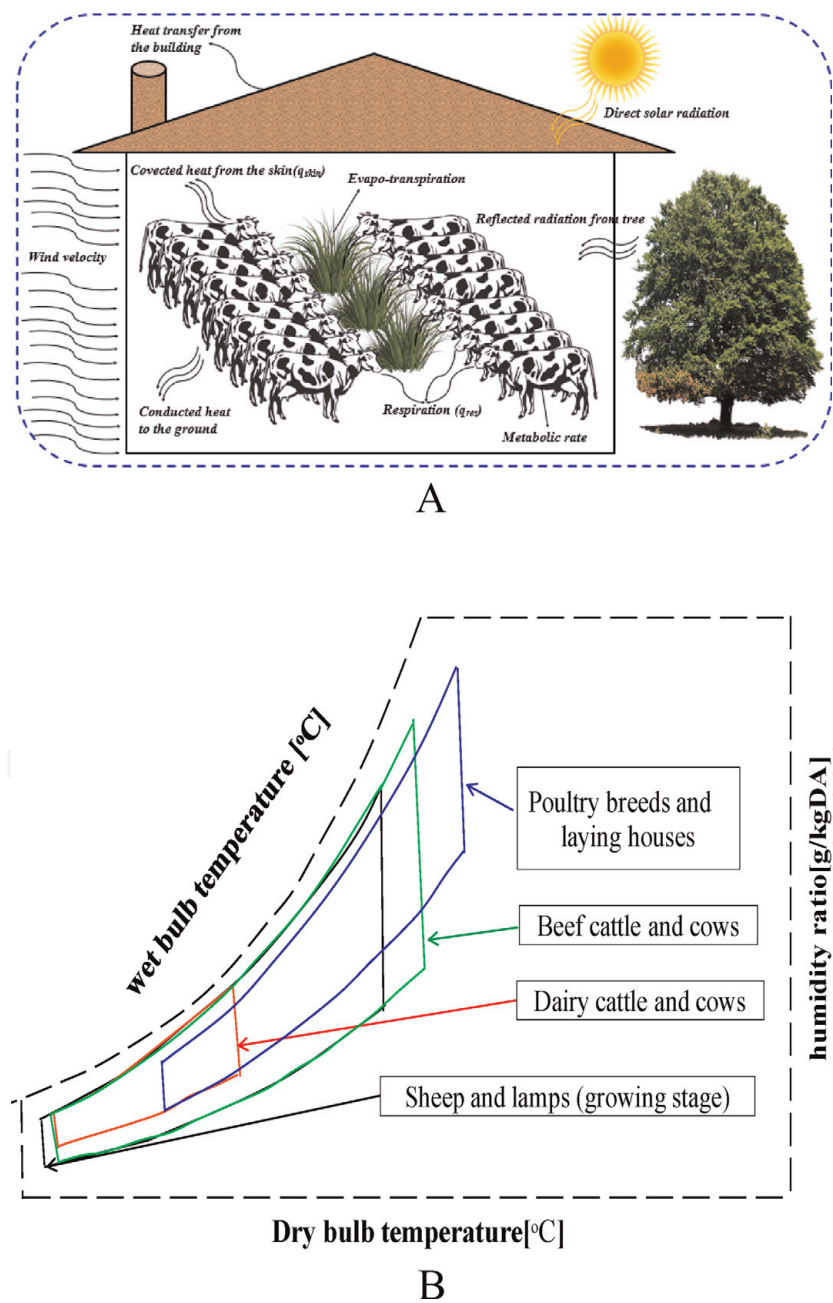 Heat transfer from
the building
Direct solar radiation
Covected heat from the skin(qskin)
Evapo-transpiration
Reflected radiation from tree
Wind velocity
Conducted heat
to the ground
Respiration (qres)
Metabolic rate
A
wet bulb temperature [°C]
Poultry breeds and
laying houses
Beef cattle and cows
Dairy cattle and cows
Sheep and lamps (growing stage)
humidity ratio[g/kgDA]
Dry bulb temperature[°C]
B